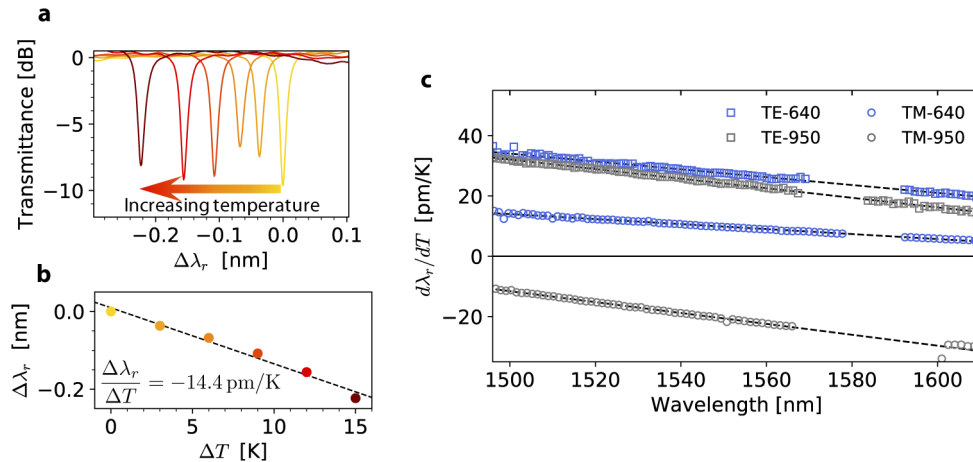 a
Transmittance [dB]
0
−5
−10
Increasing temperature
−0.2
−0.1
0.0
0.1
Δλr [nm]
b
Δλr [nm]
0.0
−0.2
Δλr/ΔT = −14.4 pm/K
0
5
10
15
ΔT [K]
c
dλr/dT [pm/K]
40
20
0
−20
TE-640
TM-640
TE-950
TM-950
1500
1520
1540
1560
1580
1600
Wavelength [nm]